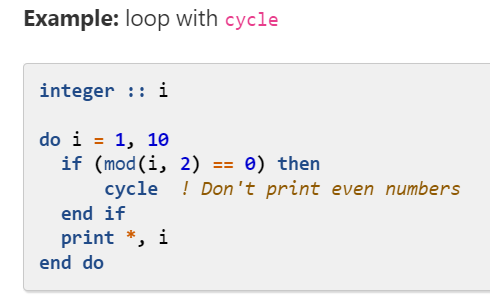 Example: loop with cycle
integer :: i
do i = 1, 10
if (mod(i, 2) == 0) then
cycle ! Don't print even numbers
end if
print *, i
end do